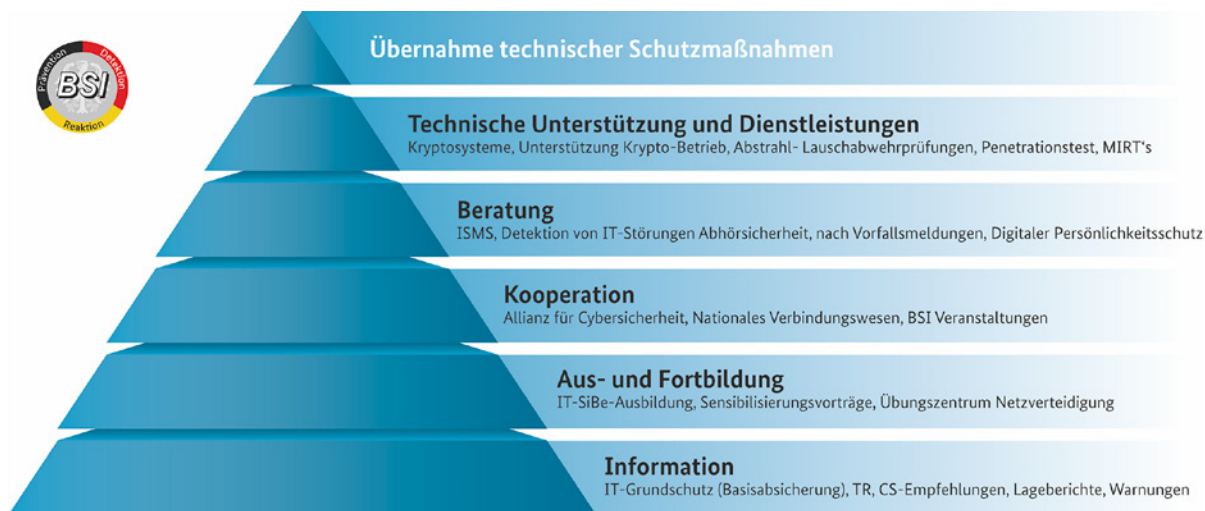 Prävention
Detektion
BSI
Reaktion
Übernahme technischer Schutzmaßnahmen
Technische Unterstützung und Dienstleistungen
Kryptosysteme, Unterstützung Krypto-Betrieb, Abstrahl- Lauschabwehrprüfungen, Penetrationstest, MIRT's
Beratung
ISMS, Detektion von IT-Störungen Abhörsicherheit, nach Vorfallsmeldungen, Digitaler Persönlichkeitsschutz
Kooperation
Allianz für Cybersicherheit, Nationales Verbindungswesen, BSI Veranstaltungen
Aus- und Fortbildung
IT-SiBe-Ausbildung, Sensibilisierungsvorträge, Übungszentrum Netzverteidigung
Information
IT-Grundschutz (Basisabsicherung), TR, CS-Empfehlungen, Lageberichte, Warnungen